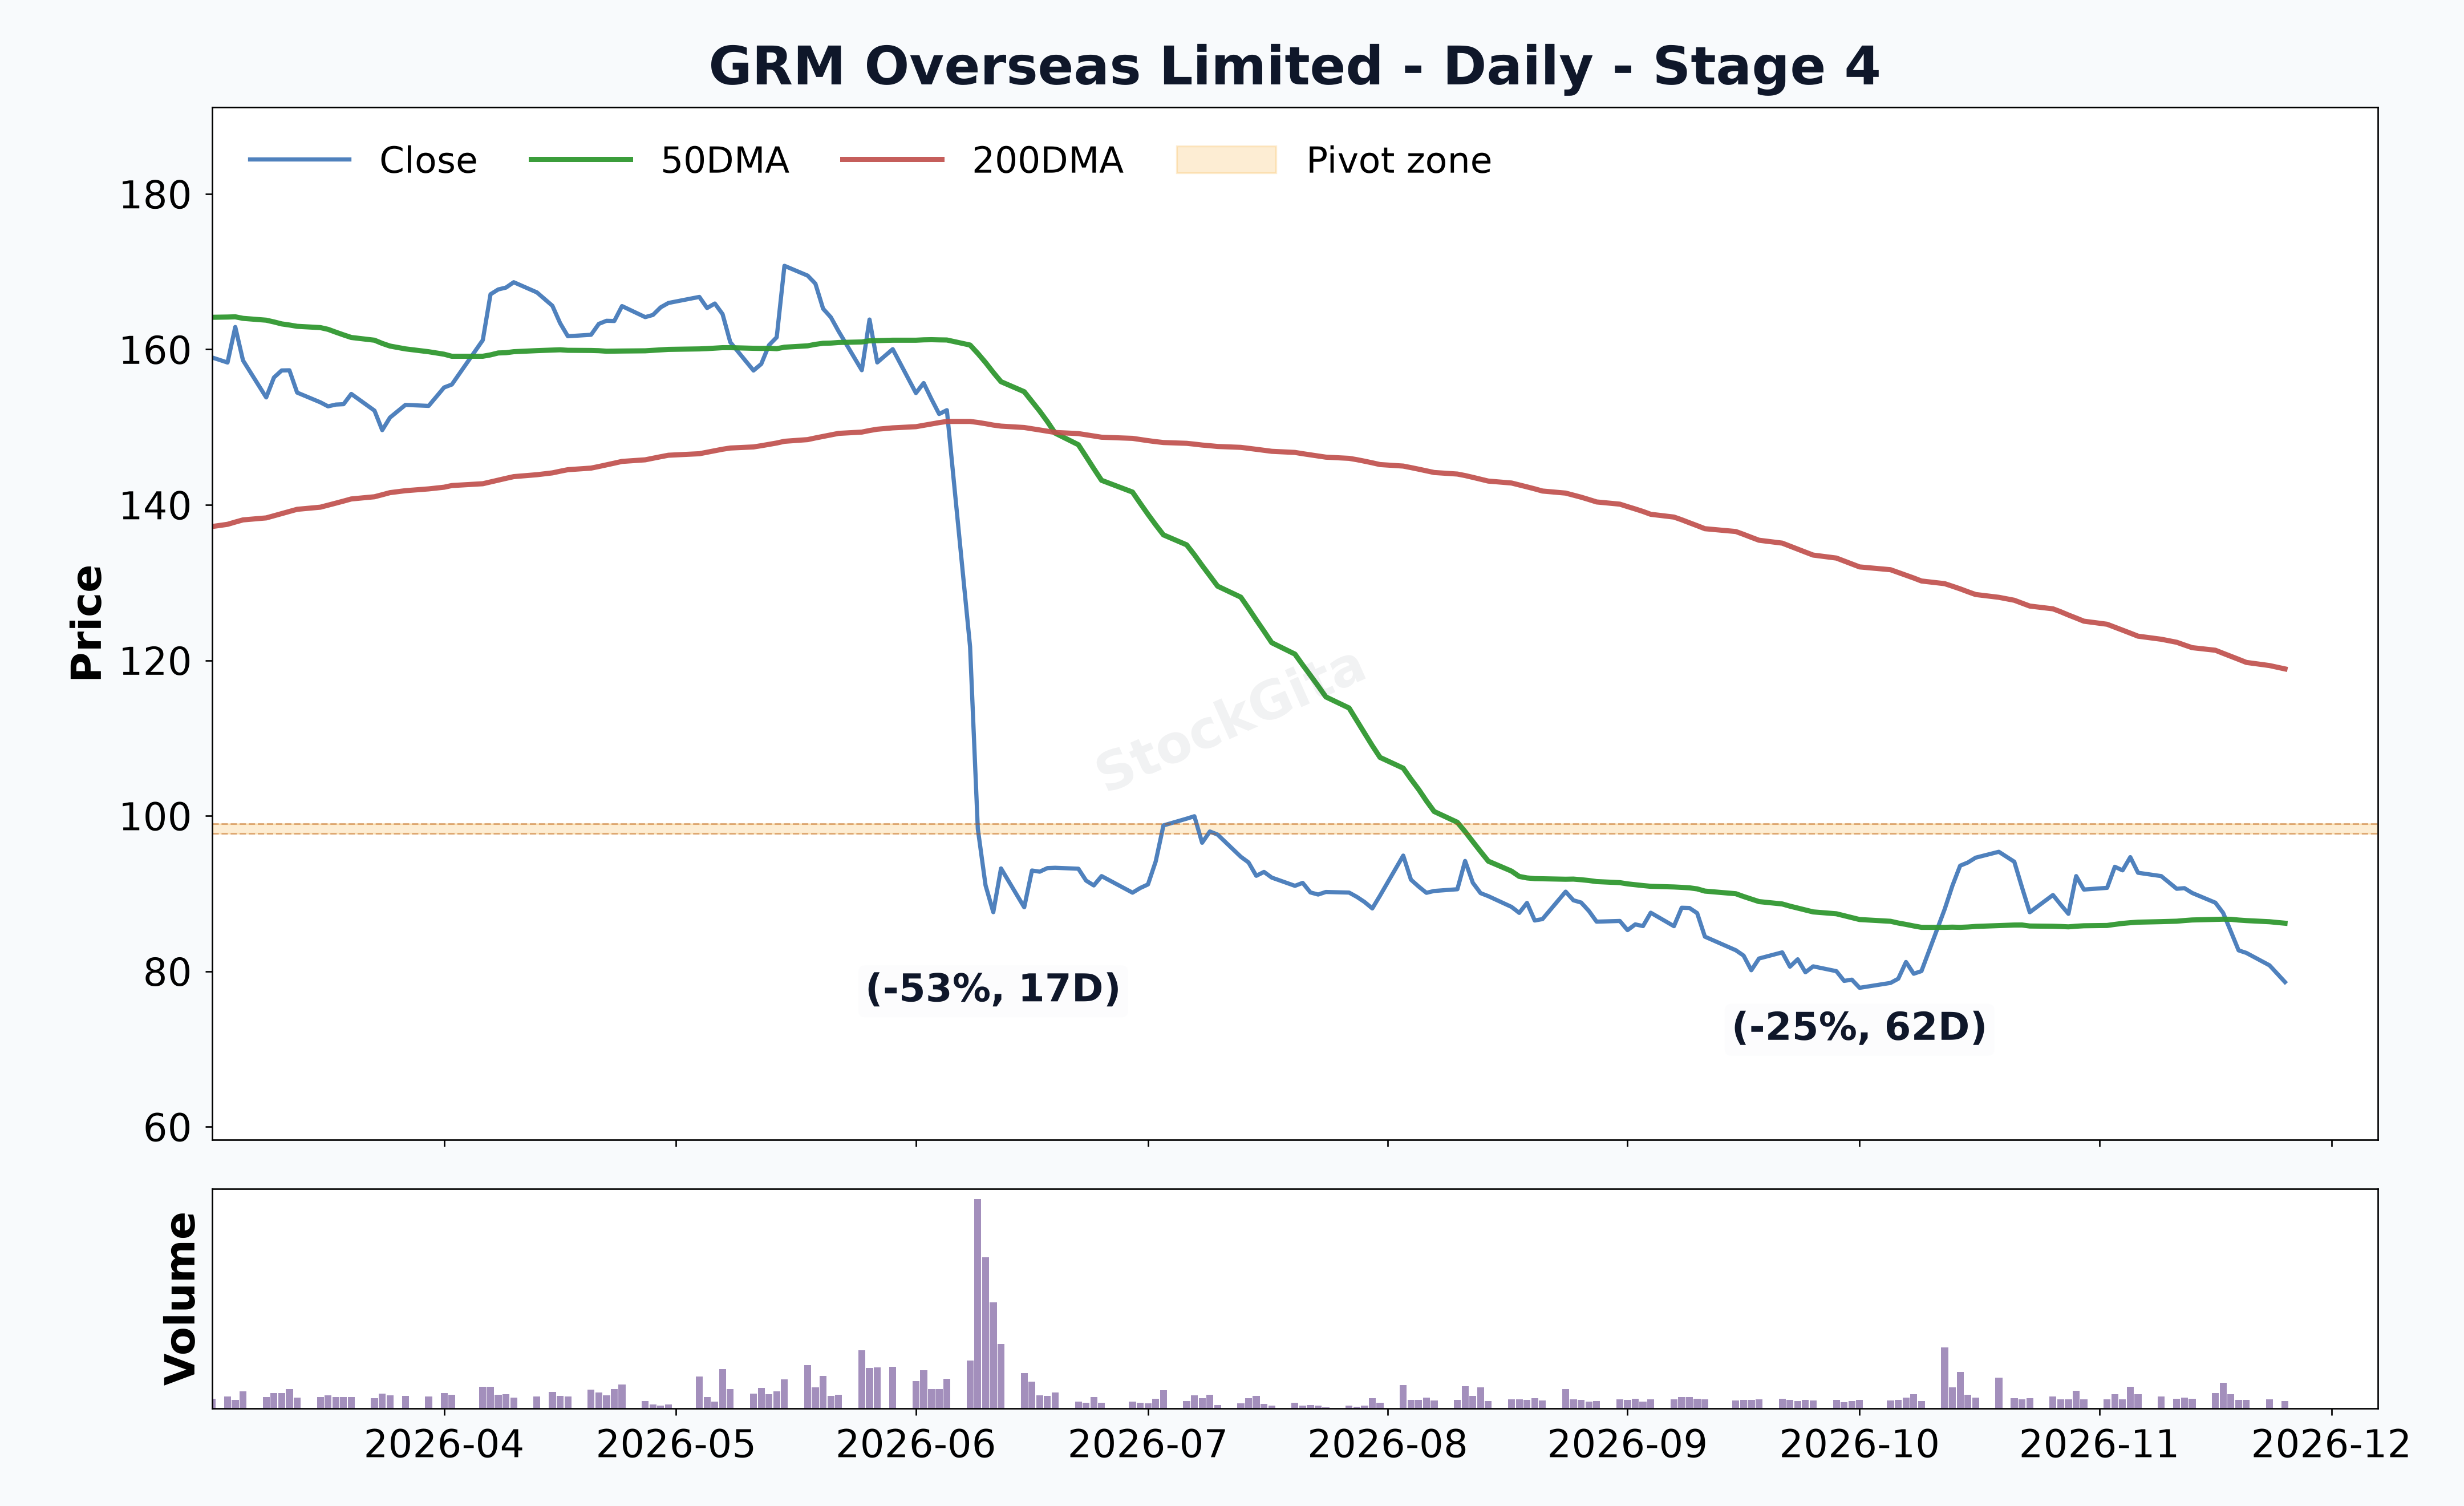 GRM Overseas Limited - Daily - Stage 4
Close 50DMA 200DMA Pivot zone
180
160
140
120
100
80
60
Price
StockGita
(-53%, 17D)
(-25%, 62D)
Volume
2026-04 2026-05 2026-06 2026-07 2026-08 2026-09 2026-10 2026-11 2026-12